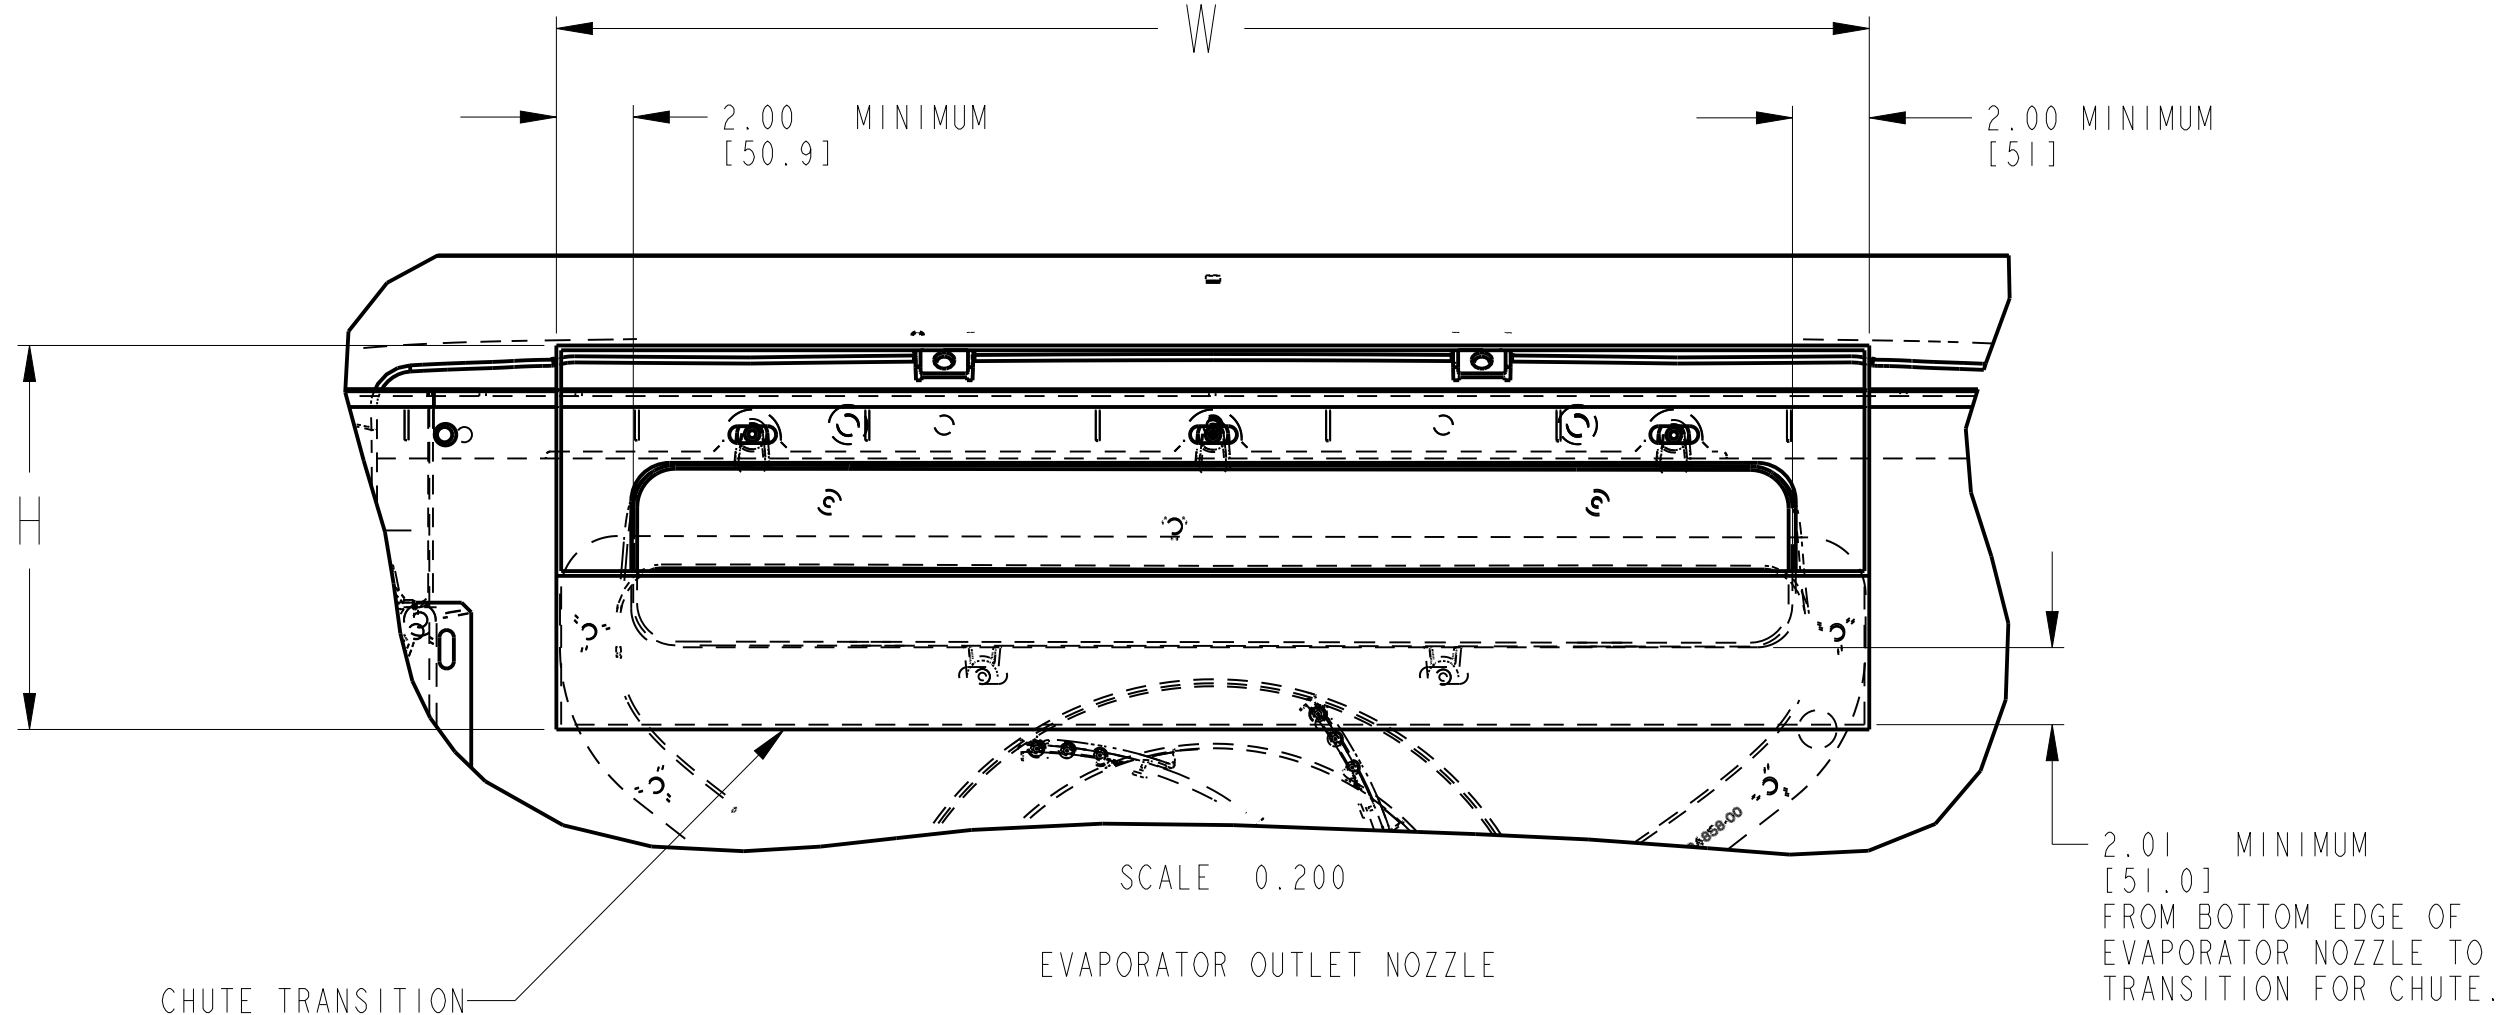 W
2.00 MINIMUM
[50.9]
2.00 MINIMUM
[51]
H
SCALE 0.200
EVAPORATOR OUTLET NOZZLE
CHUTE TRANSITION
2.01 MINIMUM
[51.0]
FROM BOTTOM EDGE OF
EVAPORATOR NOZZLE TO
TRANSITION FOR CHUTE.